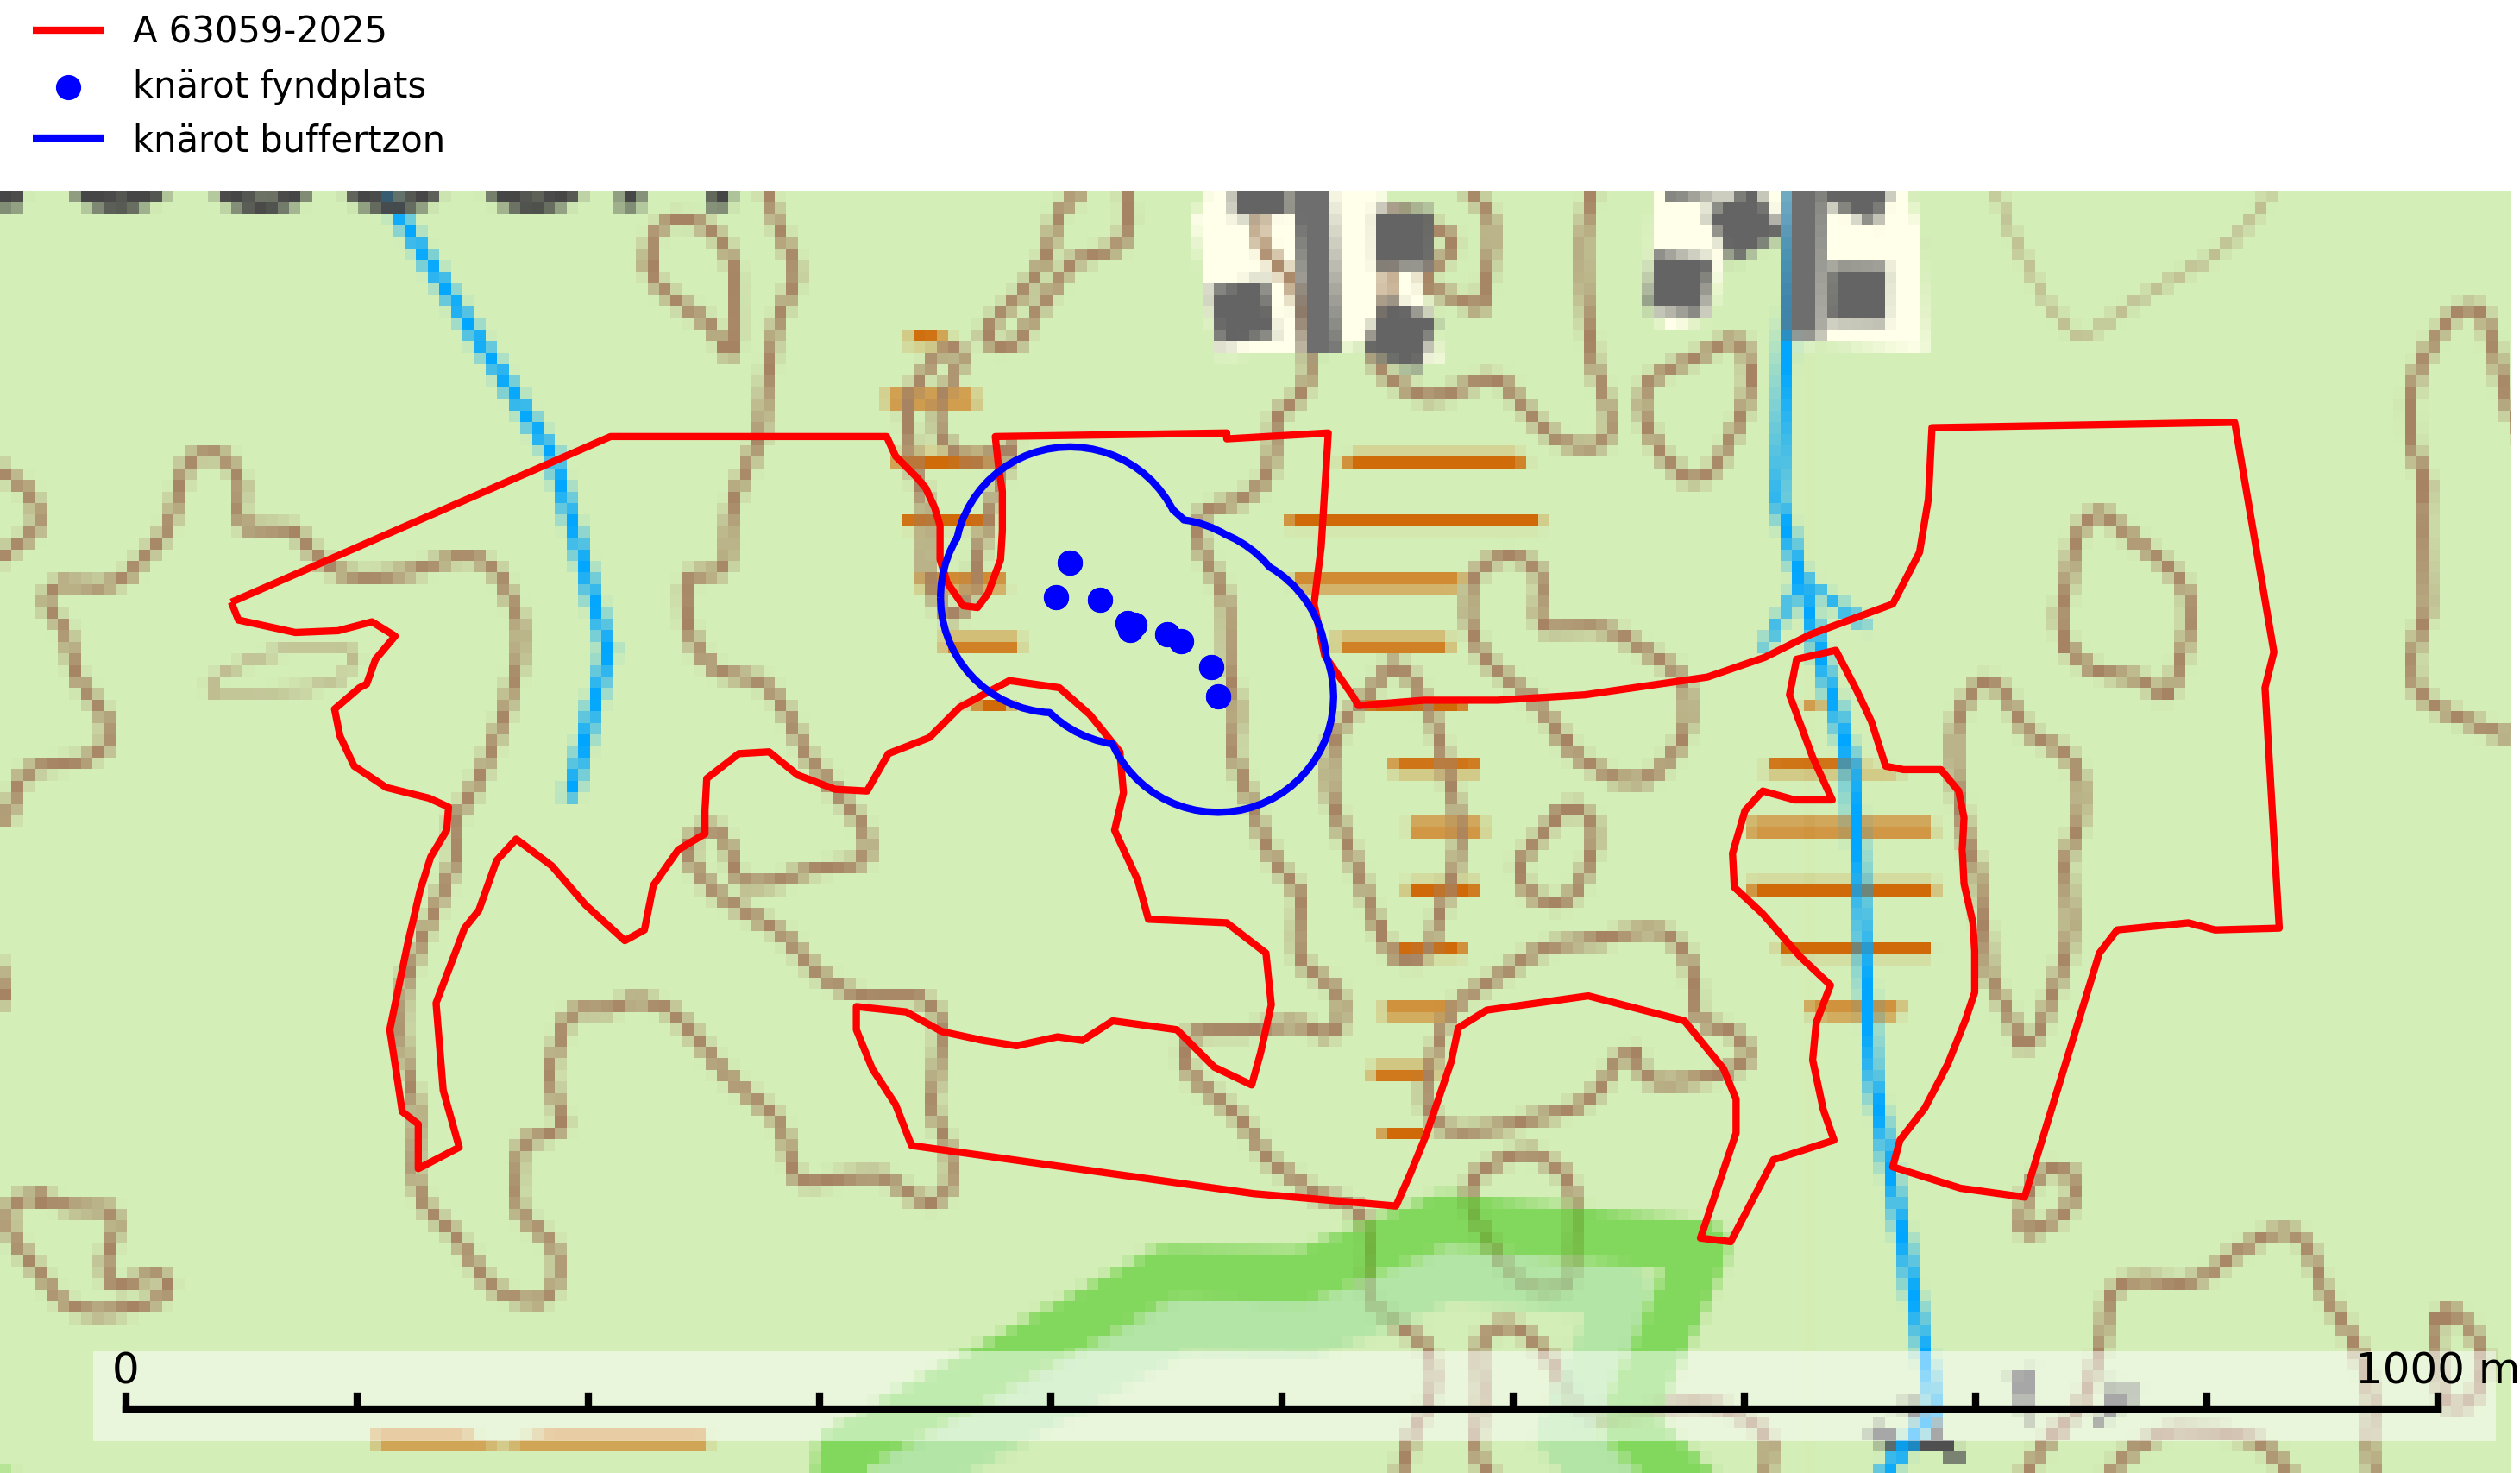 A 63059-2025
knärot fyndplats
knärot buffertzon
0
1000 m